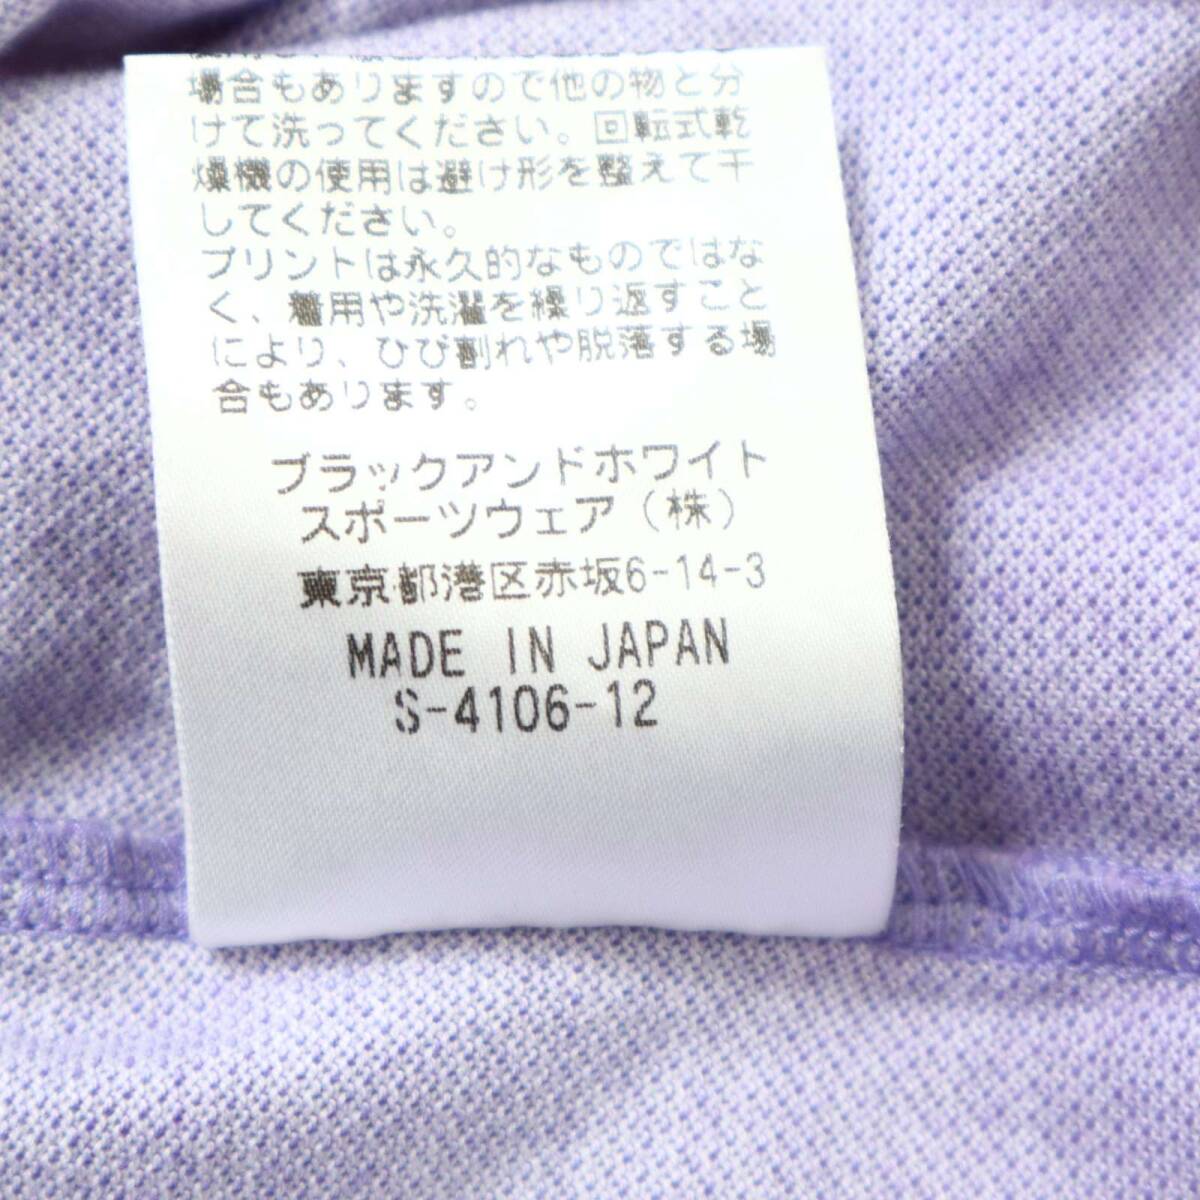 場合もありますので他の物と分
けて洗ってください。回転式乾
燥機の使用は避け形を整えて干
してください。
プリントは永久的なものではな
く、着用や洗濯を繰り返すこと
により、ひび割れや脱落する場
合もあります。
ブラックアンドホワイト
スポーツウェア（株）
東京都港区赤坂6-14-3
MADE IN JAPAN
S-4106-12